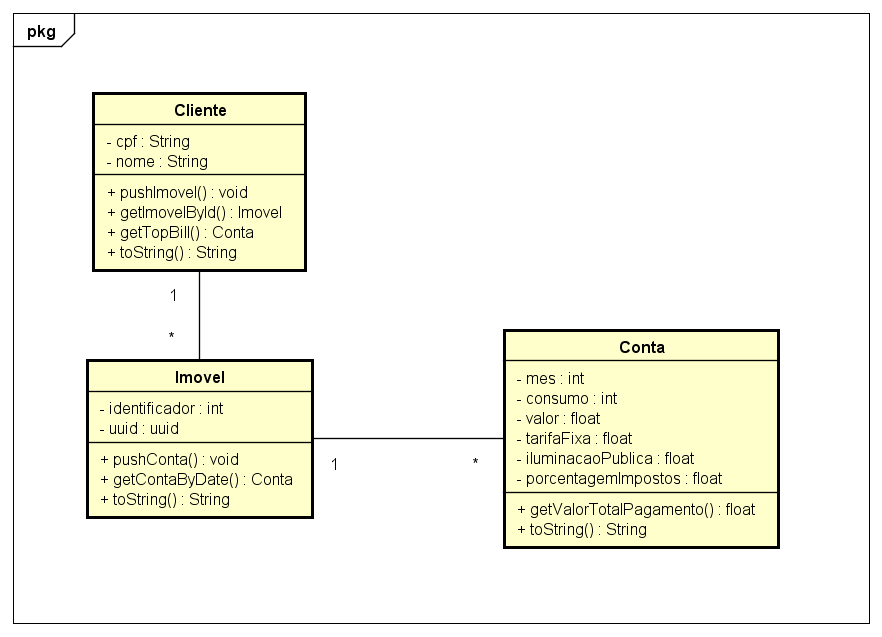 pkg
Cliente
- cpf : String
- nome : String
+ pushImovel() : void
+ getImovelById() : Imovel
+ getTopBill() : Conta
+ toString() : String
1
*
Imovel
- identificador : int
- uuid : uuid
+ pushConta() : void
+ getContaByDate() : Conta
+ toString() : String
1
*
Conta
- mes : int
- consumo : int
- valor : float
- tarifaFixa : float
- iluminacaoPublica : float
- porcentagemImpostos : float
+ getValorTotalPagamento() : float
+ toString() : String